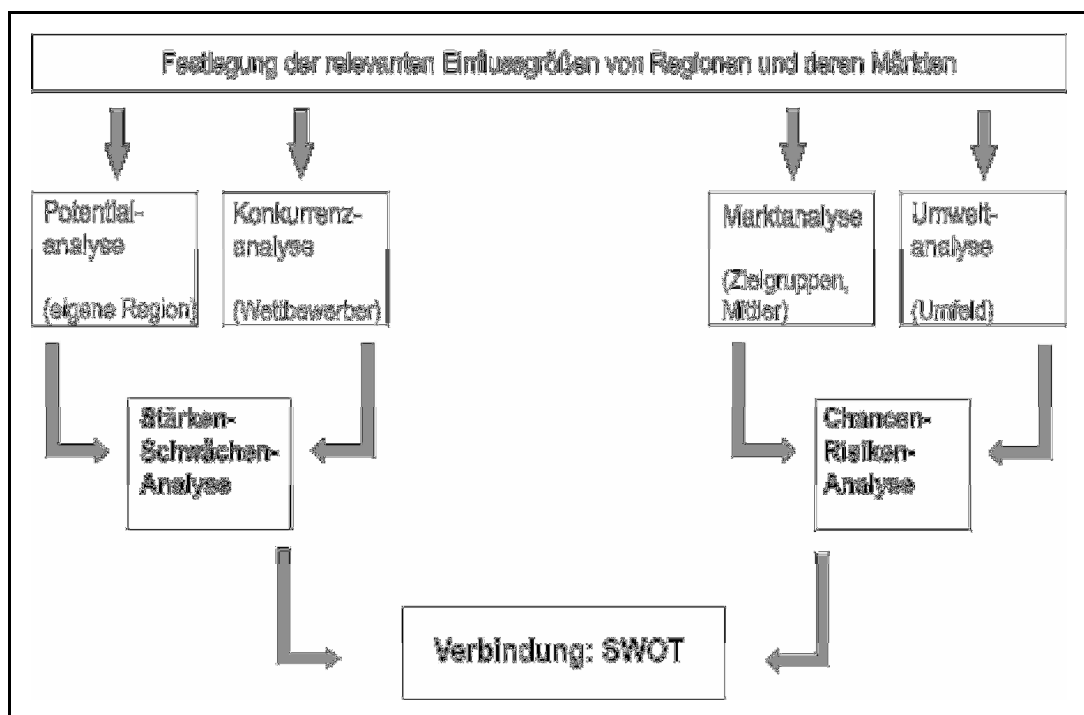 Festlegung der relevanten Einflussgrößen von Regionen und deren Märkten
Potential-
analyse
(eigene Region)
Konkurrenz-
analyse
(Wettbewerber)
Marktanalyse
(Zielgruppen,
Mittler)
Umwelt-
analyse
(Umfeld)
Stärken-
Schwächen-
Analyse
Chancen-
Risiken-
Analyse
Verbindung: SWOT